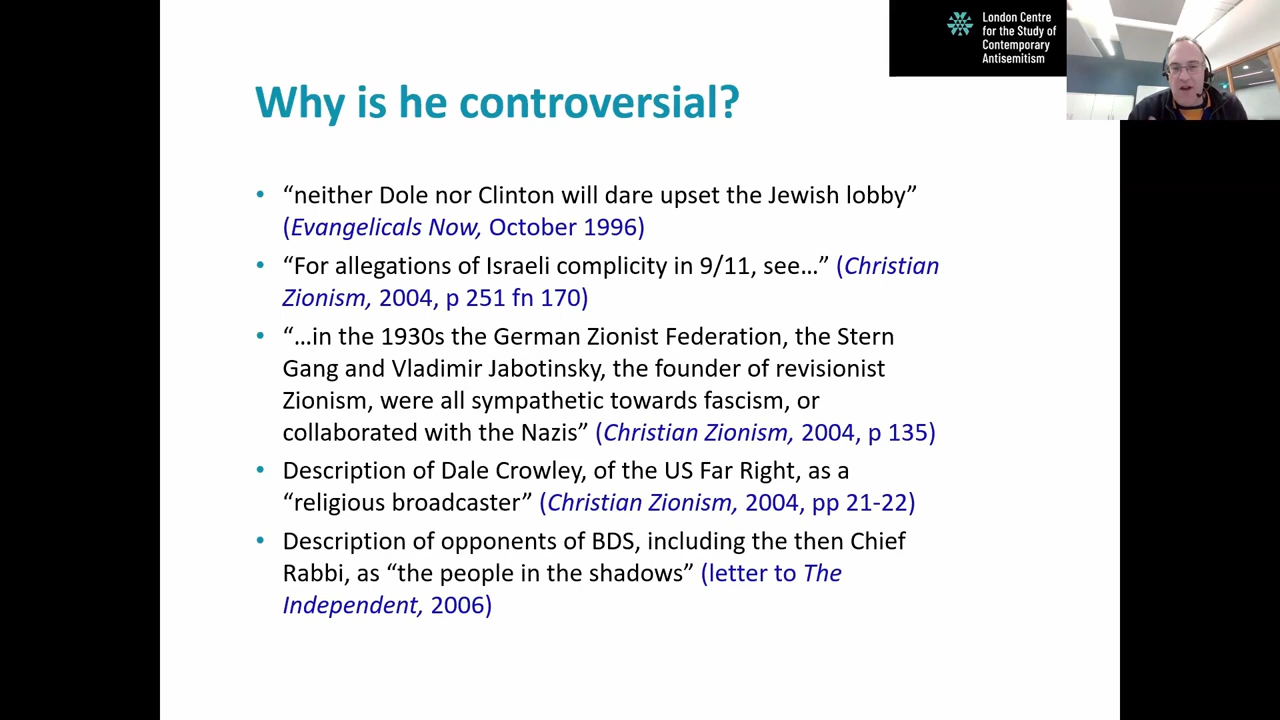 London Centre
for the Study of
Contemporary
Antisemitism
Why is he controversial?
• “neither Dole nor Clinton will dare upset the Jewish lobby”
(Evangelicals Now, October 1996)
• “For allegations of Israeli complicity in 9/11, see…” (Christian
Zionism, 2004, p 251 fn 170)
• “…in the 1930s the German Zionist Federation, the Stern
Gang and Vladimir Jabotinsky, the founder of revisionist
Zionism, were all sympathetic towards fascism, or
collaborated with the Nazis” (Christian Zionism, 2004, p 135)
• Description of Dale Crowley, of the US Far Right, as a
“religious broadcaster” (Christian Zionism, 2004, pp 21-22)
• Description of opponents of BDS, including the then Chief
Rabbi, as “the people in the shadows” (letter to The
Independent, 2006)